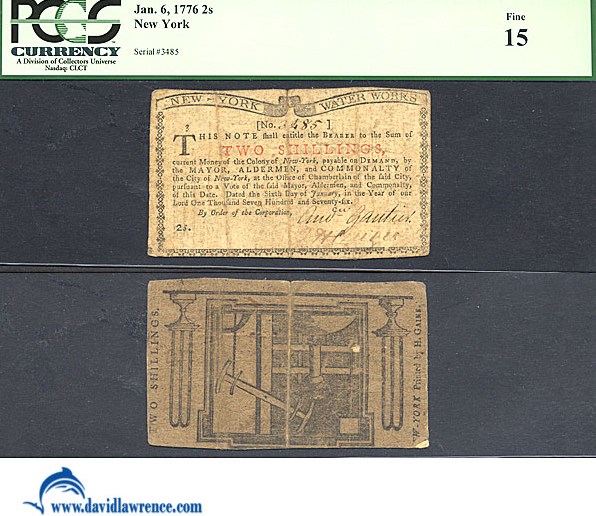 PCGS
CURRENCY
A Division of Collectors Universe
Nasdaq: CLCT
Jan. 6, 1776 2s
New York
Serial #3485
Fine
15
NEW-YORK WATER WORKS
[No. 3485]
THIS NOTE shall entitle the BEARER to the Sum of
TWO SHILLINGS,
current Money of the Colony of New-York, payable on DEMAND, by
the MAYOR, ALDERMEN, and COMMONALTY of
the City of New-York, at the Office of Chamberlain of the said City,
pursuant to a Vote of the said Mayor, Aldermen, and Commonalty,
of this Date. Dated the Sixth Day of January, in the Year of our
Lord One Thousand Seven Hundred and Seventy-six.
By Order of the Corporation,
2s.
WO SHILLINGS,
W-YORK Printed by H. GAINE.
www.davidlawrence.com